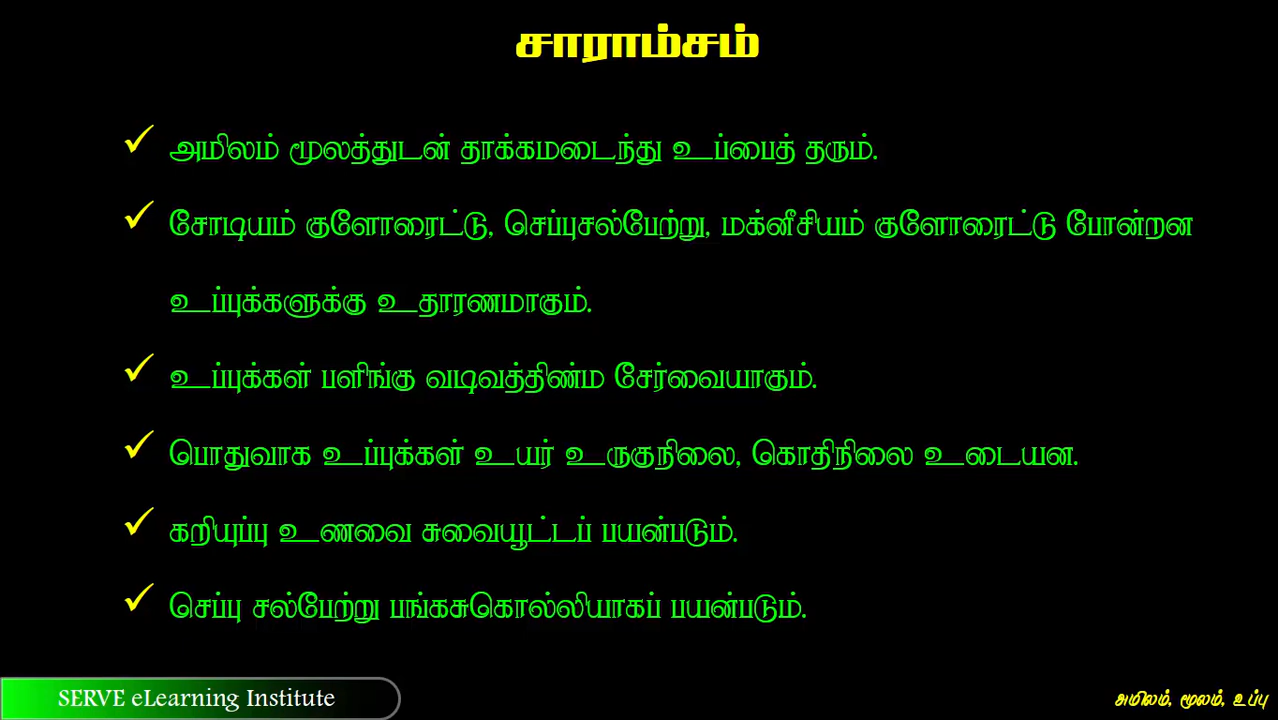 சாராம்சம்
✓ அமிலம் மூலத்துடன் தாக்கமடைந்து உப்பைத் தரும்.
✓ சோடியம் குளோரைட்டு, செப்புசல்பேற்று, மக்னீசியம் குளோரைட்டு போன்றன
உப்புக்களுக்கு உதாரணமாகும்.
✓ உப்புக்கள் பளிங்கு வடிவத்திண்ம சேர்வையாகும்.
✓ பொதுவாக உப்புக்கள் உயர் உருகுநிலை, கொதிநிலை உடையன.
✓ கறியுப்பு உணவை சுவையூட்டப் பயன்படும்.
✓ செப்பு சல்பேற்று பங்கசுகொல்லியாகப் பயன்படும்.
SERVE eLearning Institute
அமிலம், மூலம், உப்பு